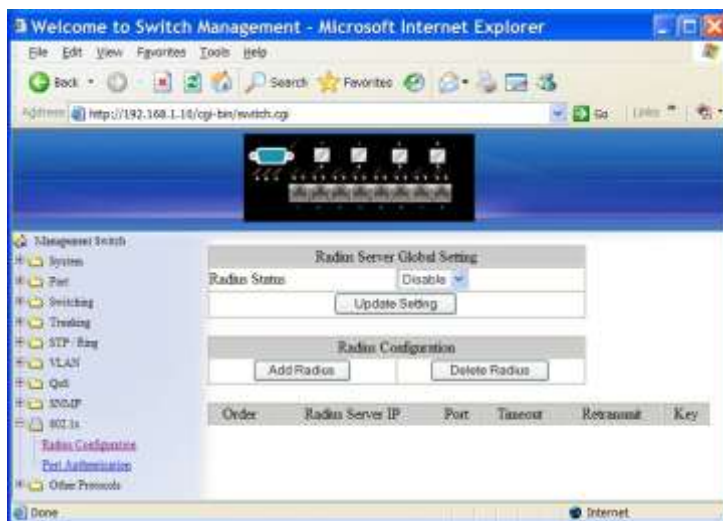 Welcome to Switch Management - Microsoft Internet Explorer
File Edit View Favorites Tools Help
Back Search Favorites
Address http://192.168.1.10/cgi-bin/switch.cgi Go Links
Management Switch
System
Port
Switching
Trunking
STP Ring
VLAN
QoS
SNMP
802.1x
Radius Configuration
Port Authentication
Other Protocols
Radius Server Global Setting
Radius Status Disable
Update Setting
Radius Configuration
Add Radius Delete Radius
Order Radius Server IP Port Timeout Retransmit Key
Done Internet